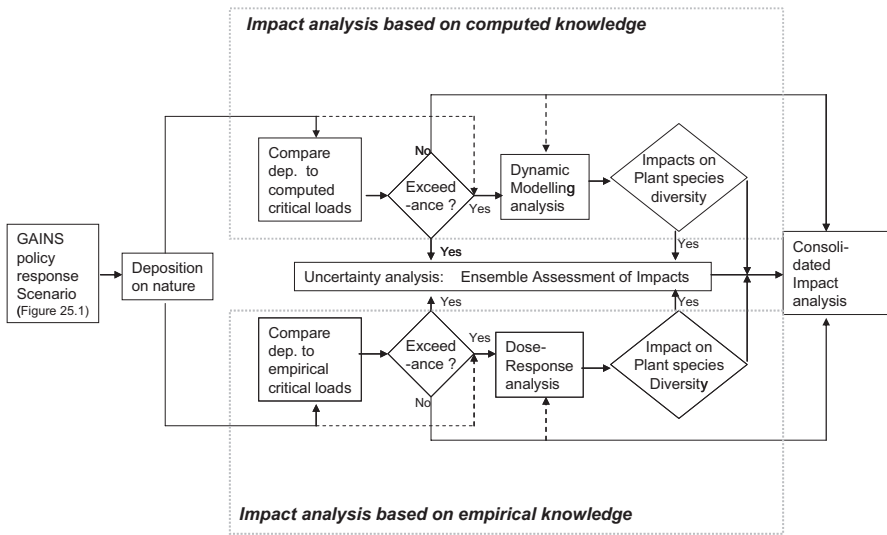 Impact analysis based on computed knowledge
No
Compare
dep. to
computed
critical loads
Exceed
-ance ?
Yes
Dynamic
Modelling
analysis
Impacts on
Plant species
diversity
Yes
Yes
GAINS
policy
response
Scenario
(Figure 25.1)
Deposition
on nature
Uncertainty analysis: Ensemble Assessment of Impacts
Consoli-
dated
Impact
analysis
Yes
Yes
Compare
dep. to
empirical
critical loads
Exceed
-ance ?
Yes
Dose-
Response
analysis
Impact on
Plant species
Diversity
No
Impact analysis based on empirical knowledge